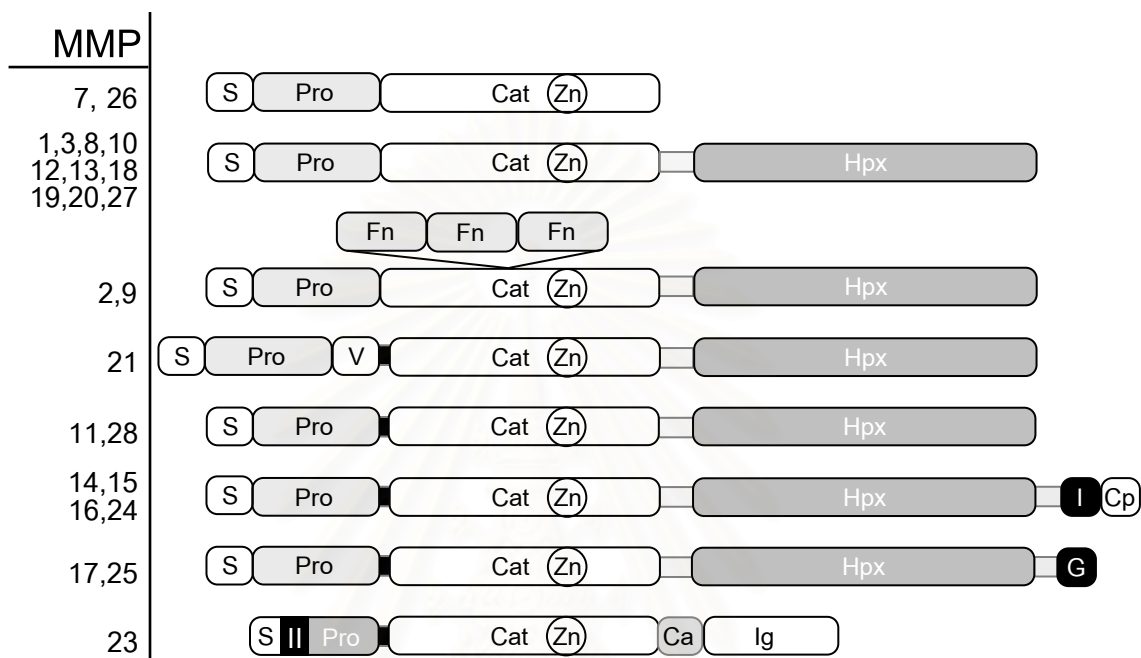 MMP
7, 26
S Pro Cat Zn
1,3,8,10
12,13,18
19,20,27
S Pro Cat Zn Hpx
Fn Fn Fn
2,9
S Pro Cat Zn Hpx
21
S Pro V Cat Zn Hpx
11,28
S Pro Cat Zn Hpx
14,15
16,24
S Pro Cat Zn Hpx I Cp
17,25
S Pro Cat Zn Hpx G
23
S II Pro Cat Zn Ca Ig